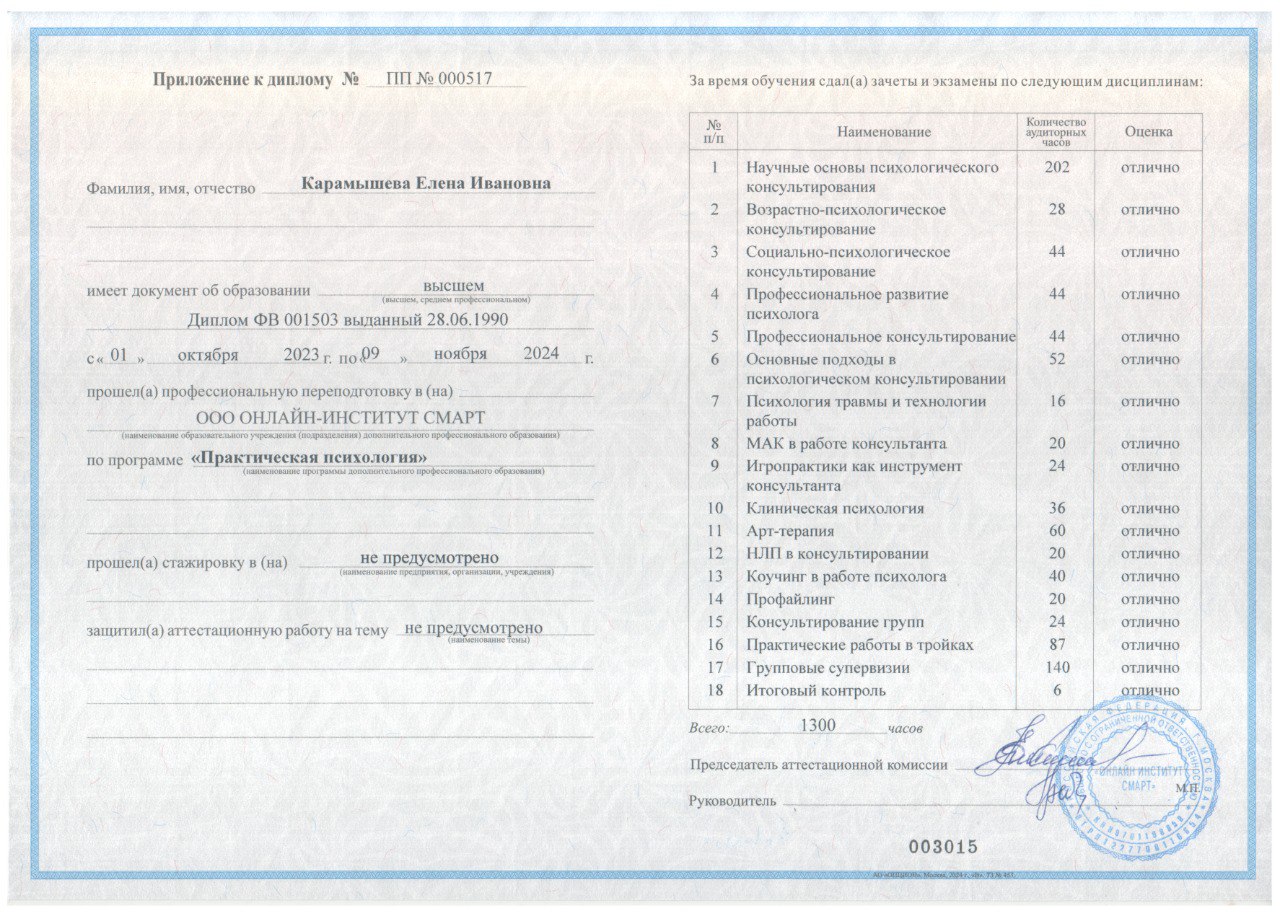 Приложение к диплому № ПП № 000517
Фамилия, имя, отчество Карамышева Елена Ивановна
имеет документ об образовании высшем
(высшем, среднем профессиональном)
Диплом ФВ 001503 выданный 28.06.1990
с « 01 » октября 2023 г. по « 09 » ноября 2024 г.
прошел(а) профессиональную переподготовку в (на)
ООО ОНЛАЙН-ИНСТИТУТ СМАРТ
(наименование образовательного учреждения (подразделения) дополнительного профессионального образования)
по программе «Практическая психология»
(наименование программы дополнительного профессионального образования)
прошел(а) стажировку в (на) не предусмотрено
(наименование предприятия, организации, учреждения)
защитил(а) аттестационную работу на тему не предусмотрено
(наименование темы)
За время обучения сдал(а) зачеты и экзамены по следующим дисциплинам:
№ п/п Наименование Количество аудиторных часов Оценка
1 Научные основы психологического 202 отлично
консультирования
2 Возрастно-психологическое 28 отлично
консультирование
3 Социально-психологическое 44 отлично
консультирование
4 Профессиональное развитие 44 отлично
психолога
5 Профессиональное консультирование 44 отлично
6 Основные подходы в 52 отлично
психологическом консультировании
7 Психология травмы и технологии 16 отлично
работы
8 МАК в работе консультанта 20 отлично
9 Игропрактики как инструмент 24 отлично
консультанта
10 Клиническая психология 36 отлично
11 Арт-терапия 60 отлично
12 НЛП в консультировании 20 отлично
13 Коучинг в работе психолога 40 отлично
14 Профайлинг 20 отлично
15 Консультирование групп 24 отлично
16 Практические работы в тройках 87 отлично
17 Групповые супервизии 140 отлично
18 Итоговый контроль 6 отлично
Всего: 1300 часов
Председатель аттестационной комиссии
Руководитель
М.П.
«ОНЛАЙН ИНСТИТУТ
СМАРТ»
003015